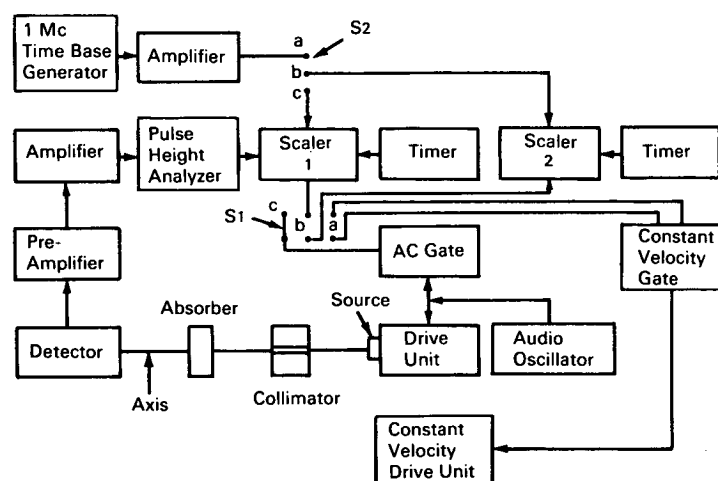 1 Mc
Time Base
Generator
Amplifier
a
S2
b
c
Amplifier
Pulse
Height
Analyzer
Scaler
1
Timer
Scaler
2
Timer
S1
c
b
a
Pre-
Amplifier
AC Gate
Constant
Velocity
Gate
Absorber
Source
Detector
Drive
Unit
Audio
Oscillator
Axis
Collimator
Constant
Velocity
Drive Unit